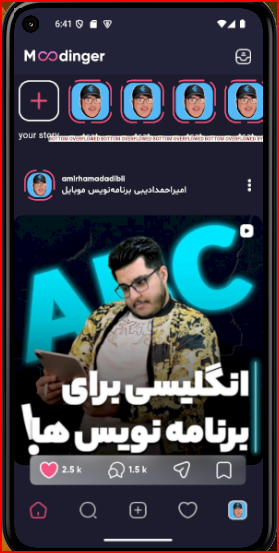 6:41
Moodinger
your story
BOTTOM OVERFLOWED BOTTOM OVERFLOWED BOTTOM OVERFLOWED BOTTOM OVERFLOWED BY
amirhamadadibii
امیراحمدادیبی برنامه‌نویس موبایل
ABC
انگلیسی برای
برنامه نویس ها!
2.5 k
1.5 k